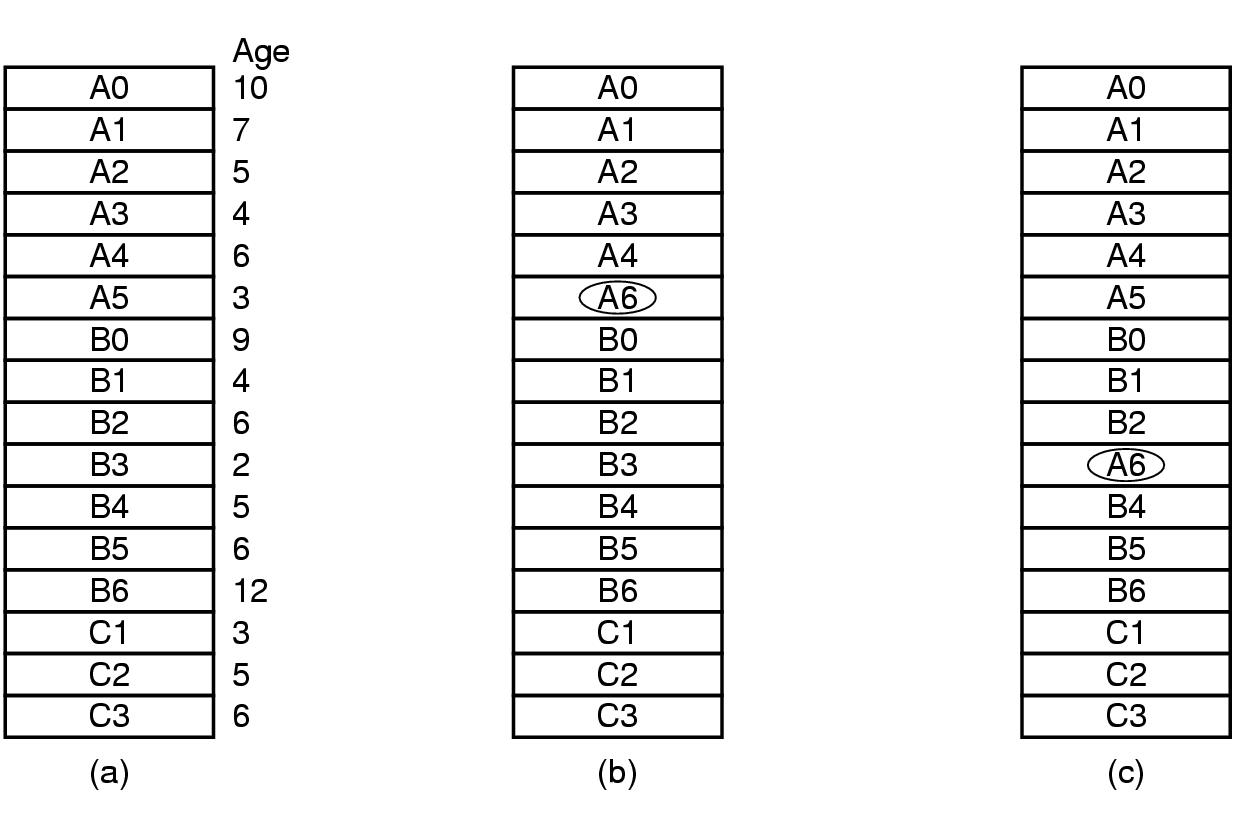 Age
A0 10 A0 A0
A1 7 A1 A1
A2 5 A2 A2
A3 4 A3 A3
A4 6 A4 A4
A5 3 A6 A5
B0 9 B0 B0
B1 4 B1 B1
B2 6 B2 B2
B3 2 B3 A6
B4 5 B4 B4
B5 6 B5 B5
B6 12 B6 B6
C1 3 C1 C1
C2 5 C2 C2
C3 6 C3 C3
(a) (b) (c)